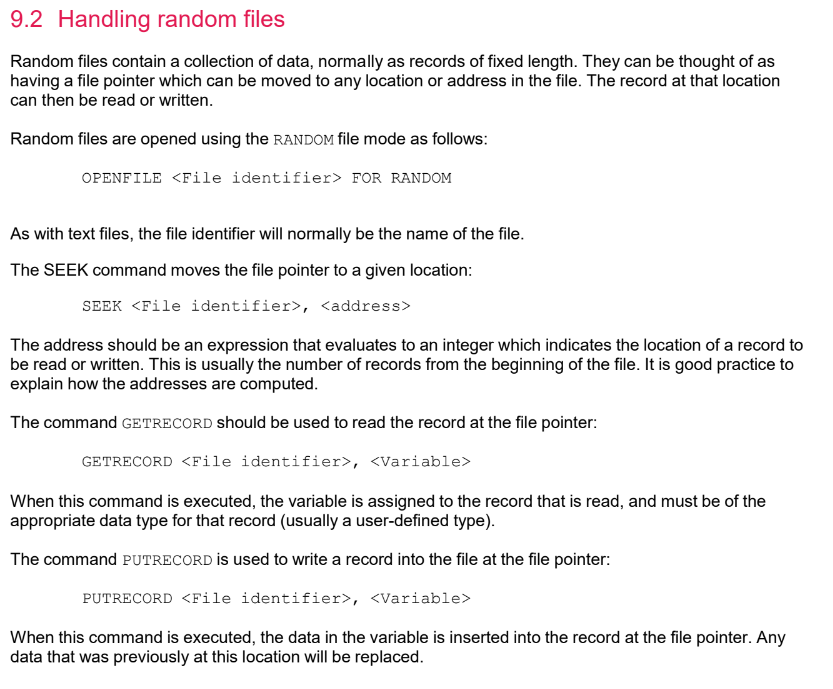 9.2 Handling random files
Random files contain a collection of data, normally as records of fixed length. They can be thought of as
having a file pointer which can be moved to any location or address in the file. The record at that location
can then be read or written.
Random files are opened using the RANDOM file mode as follows:
OPENFILE <File identifier> FOR RANDOM
As with text files, the file identifier will normally be the name of the file.
The SEEK command moves the file pointer to a given location:
SEEK <File identifier>, <address>
The address should be an expression that evaluates to an integer which indicates the location of a record to
be read or written. This is usually the number of records from the beginning of the file. It is good practice to
explain how the addresses are computed.
The command GETRECORD should be used to read the record at the file pointer:
GETRECORD <File identifier>, <Variable>
When this command is executed, the variable is assigned to the record that is read, and must be of the
appropriate data type for that record (usually a user-defined type).
The command PUTRECORD is used to write a record into the file at the file pointer:
PUTRECORD <File identifier>, <Variable>
When this command is executed, the data in the variable is inserted into the record at the file pointer. Any
data that was previously at this location will be replaced.